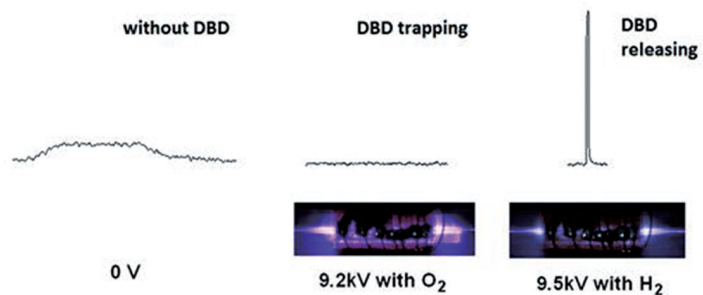 without DBD
DBD trapping
DBD
releasing
0 V
9.2kV with O₂
9.5kV with H₂